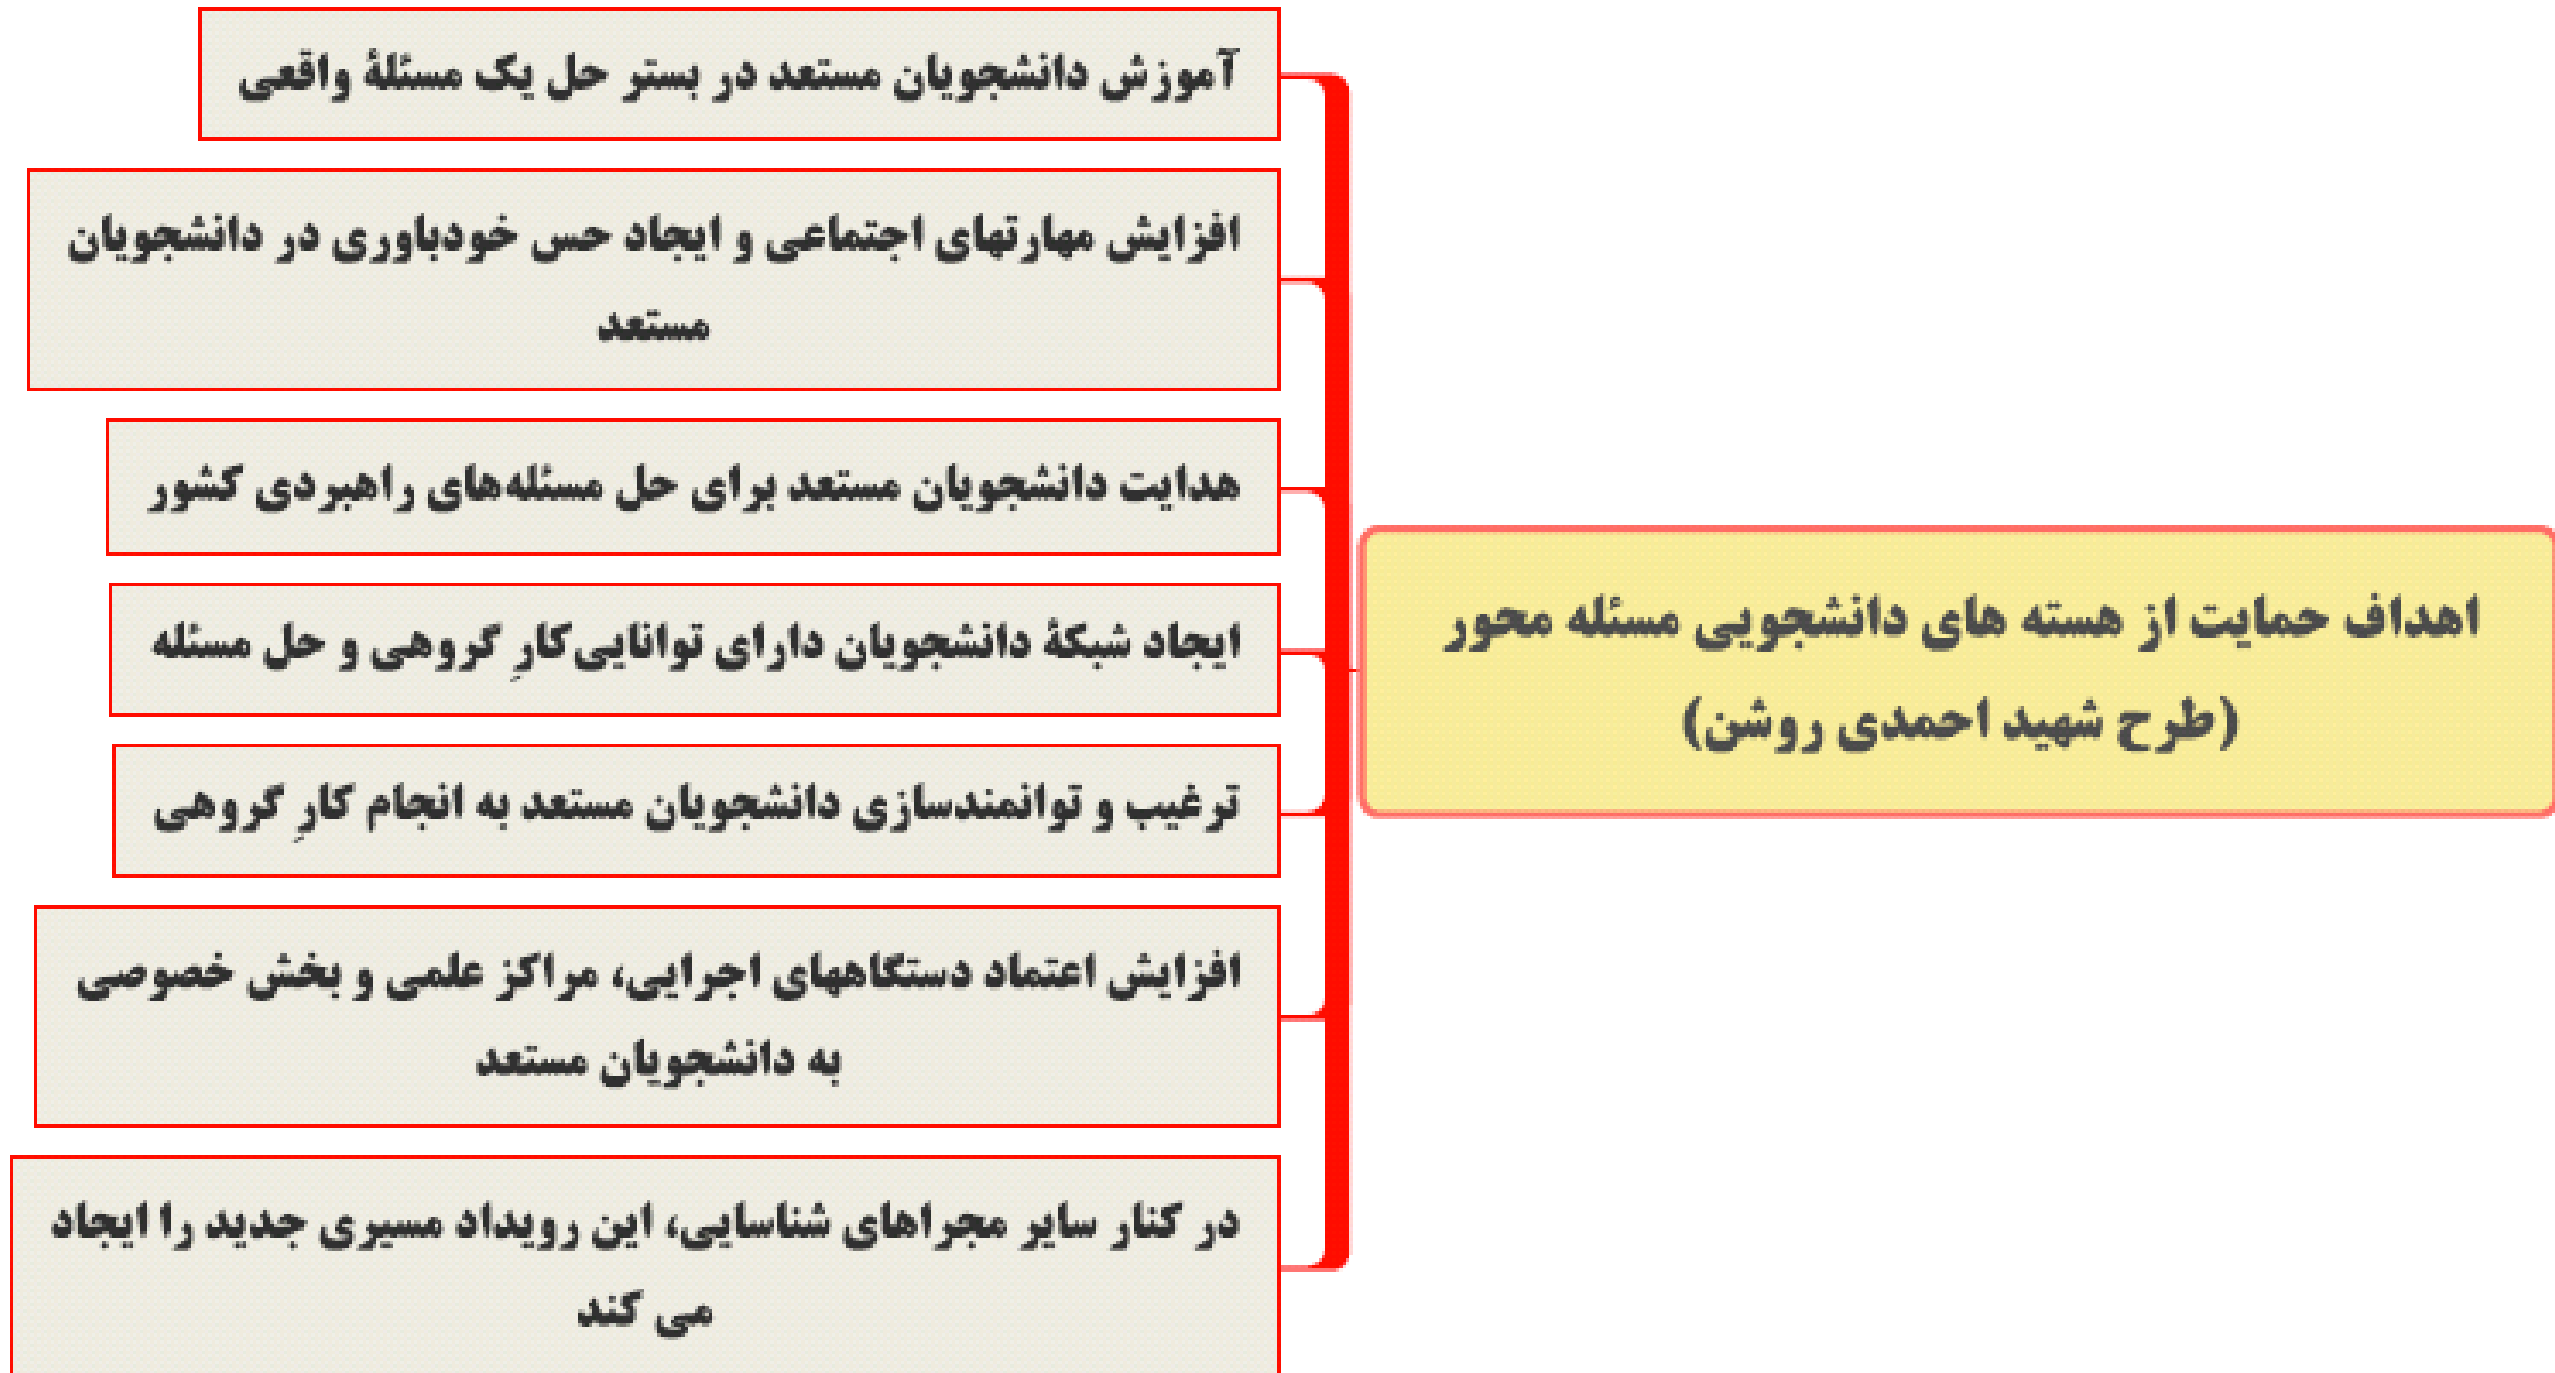 اهداف حمایت از هسته های دانشجویی مسئله محور
(طرح شهید احمدی روشن)
آموزش دانشجویان مستعد در بستر حل یک مسئلهٔ واقعی
افزایش مهارتهای اجتماعی و ایجاد حس خودباوری در دانشجویان
مستعد
هدایت دانشجویان مستعد برای حل مسئله‌های راهبردی کشور
ایجاد شبکهٔ دانشجویان دارای توانایی‌کارِ گروهی و حل مسئله
ترغیب و توانمندسازی دانشجویان مستعد به انجام کارِ گروهی
افزایش اعتماد دستگاههای اجرایی، مراکز علمی و بخش خصوصی
به دانشجویان مستعد
در کنار سایر مجراهای شناسایی، این رویداد مسیری جدید را ایجاد
می کند